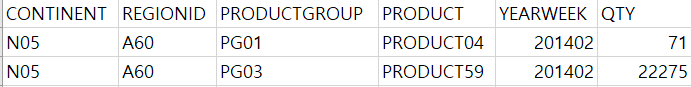 CONTINENT REGIONID PRODUCTGROUP PRODUCT YEARWEEK QTY
N05 A60 PG01 PRODUCT04 201402 71
N05 A60 PG03 PRODUCT59 201402 22275